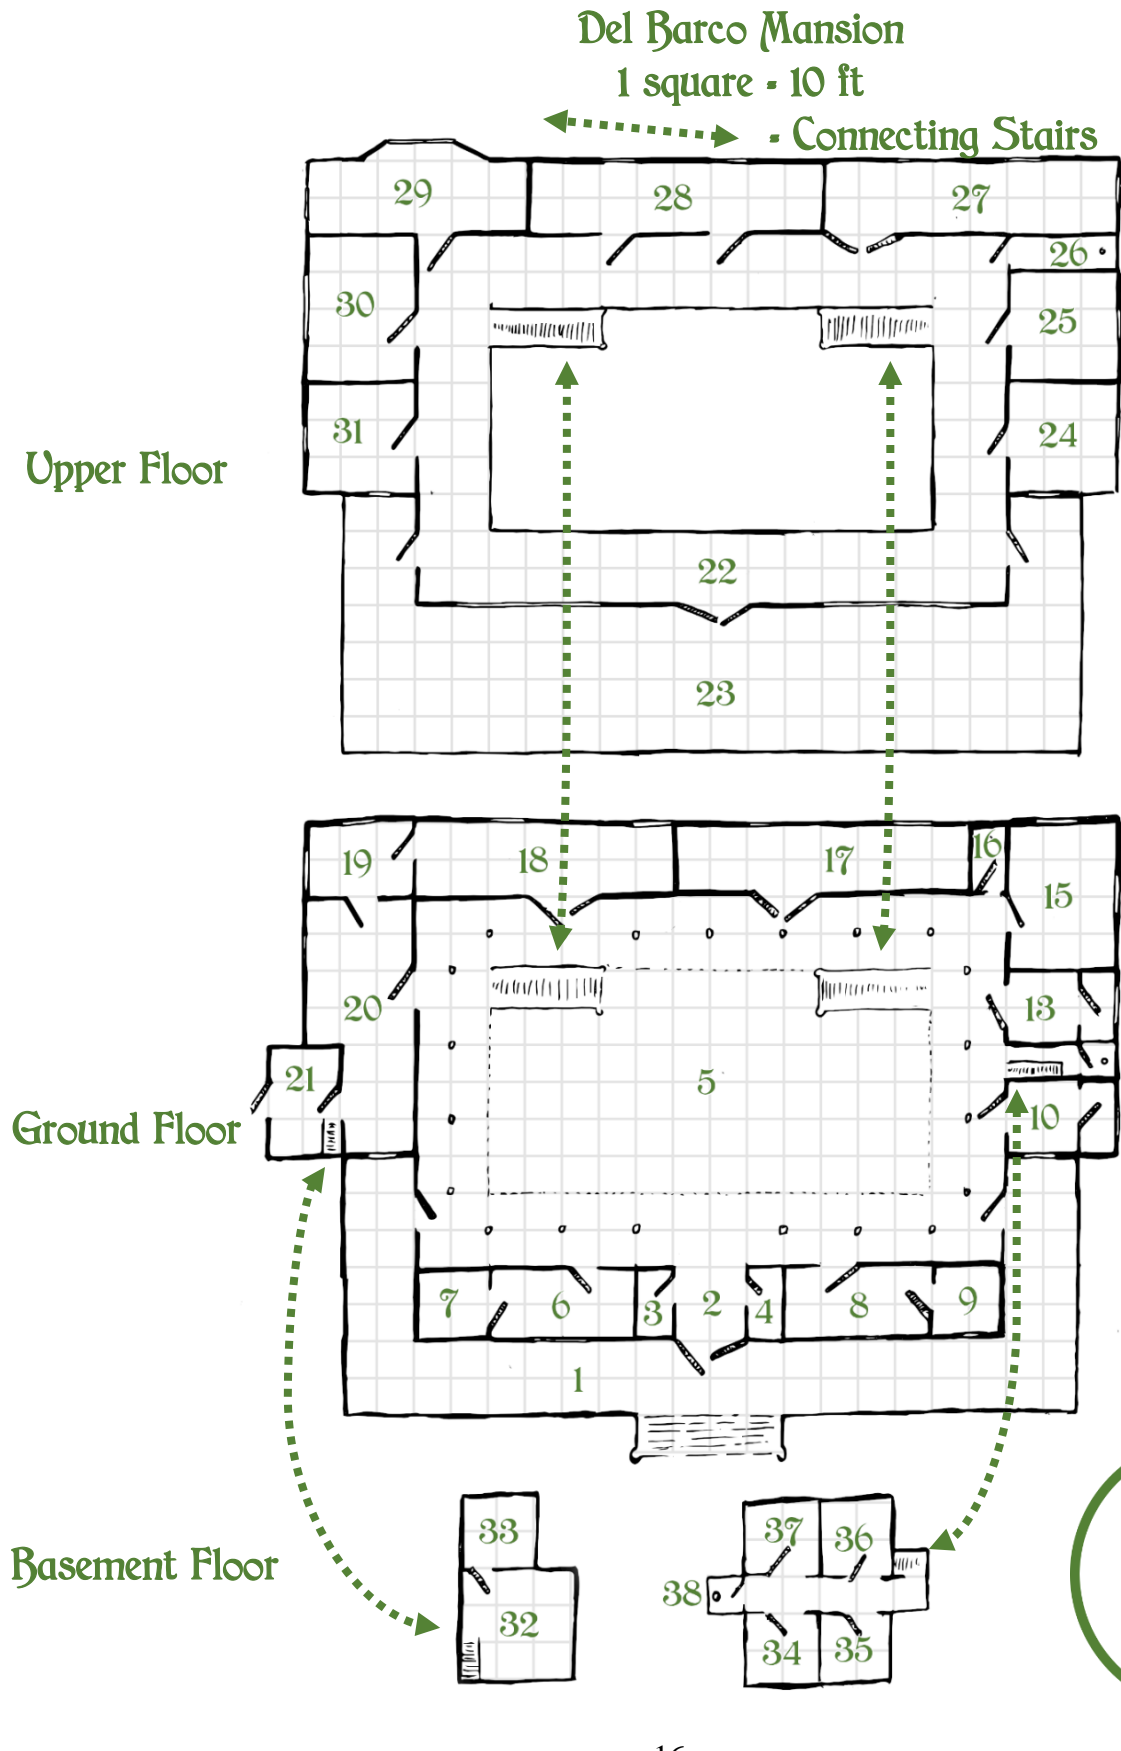 Del Barco Mansion
1 square - 10 ft
- Connecting Stairs
29 28 27
26
30 25
31 24
Upper Floor
22
23
19 18 17 16
15
20 13
21 5
Ground Floor 10
7 6 3 2 4 8 9
1
33 37 36
Basement Floor
38
32 34 35